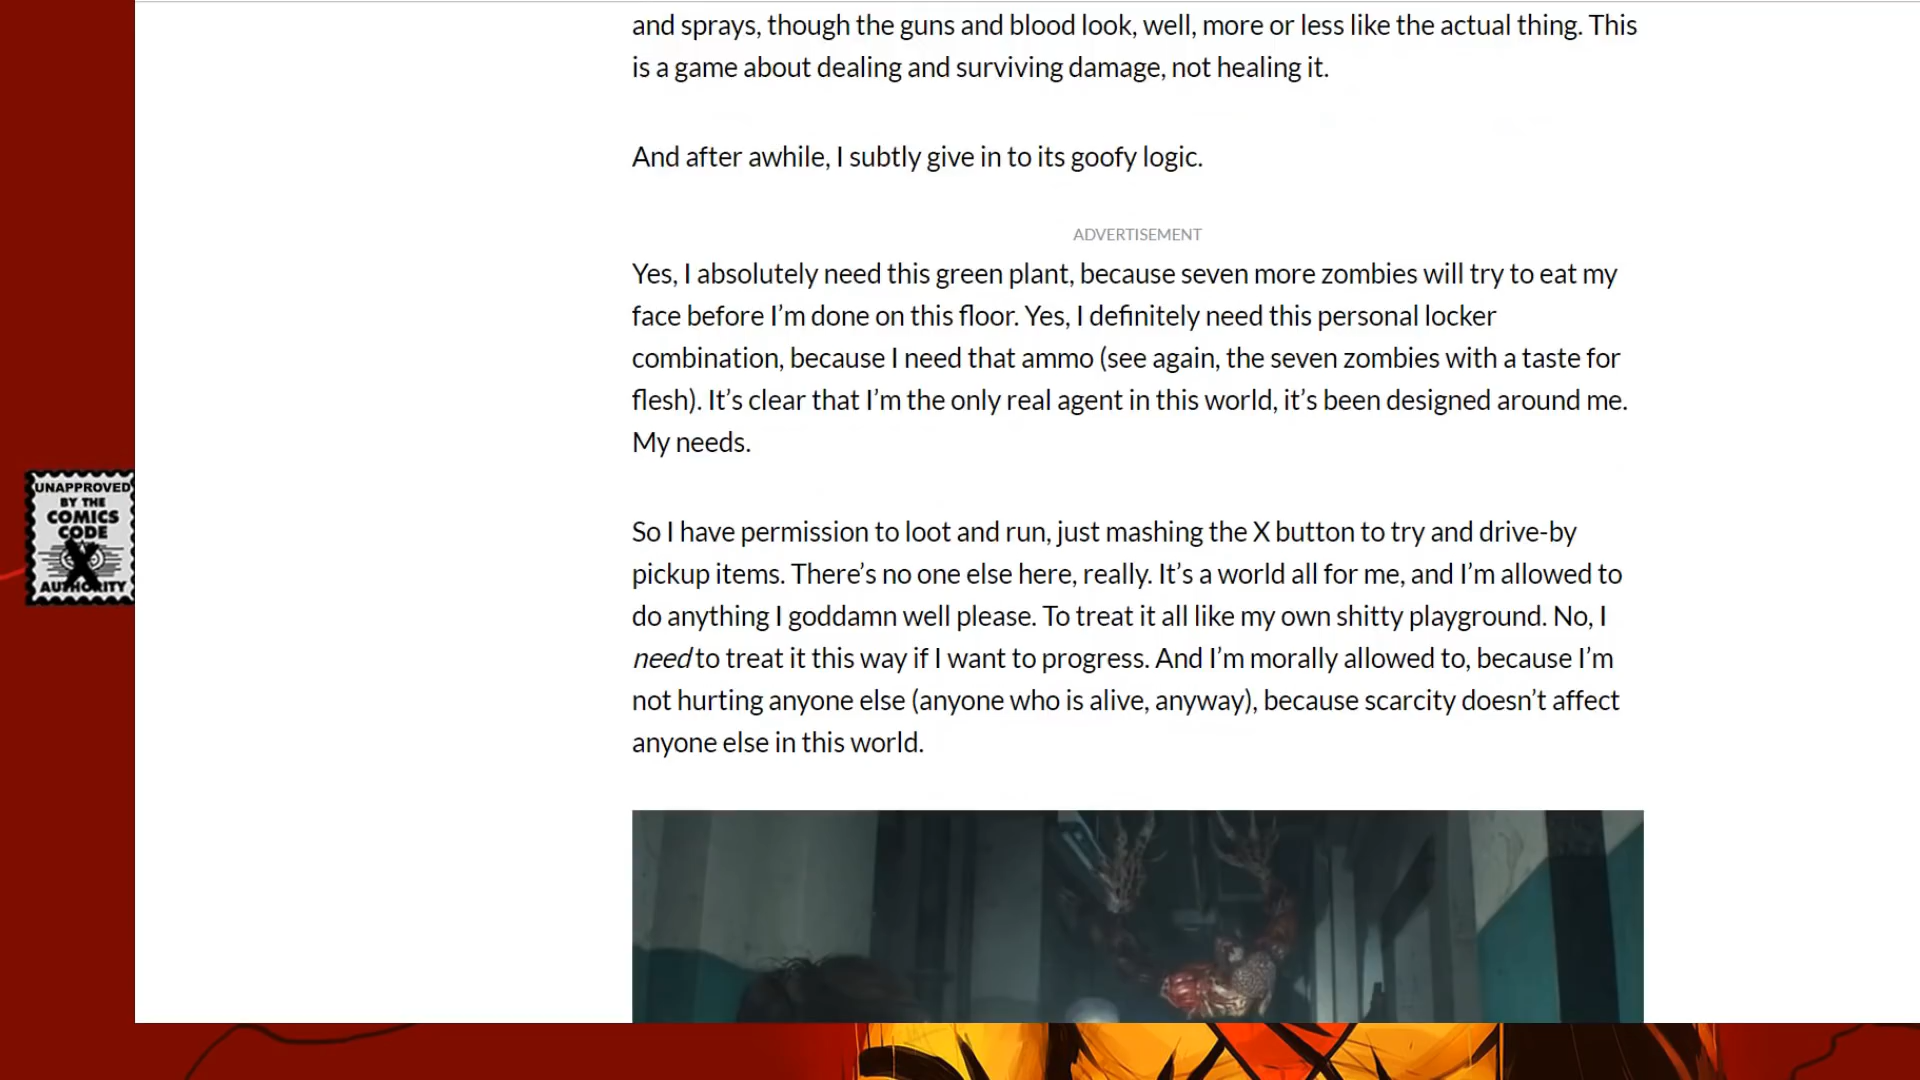 and sprays, though the guns and blood look, well, more or less like the actual thing. This
is a game about dealing and surviving damage, not healing it.
And after awhile, I subtly give in to its goofy logic.
ADVERTISEMENT
Yes, I absolutely need this green plant, because seven more zombies will try to eat my
face before I’m done on this floor. Yes, I definitely need this personal locker
combination, because I need that ammo (see again, the seven zombies with a taste for
flesh). It’s clear that I’m the only real agent in this world, it’s been designed around me.
My needs.
So I have permission to loot and run, just mashing the X button to try and drive-by
pickup items. There’s no one else here, really. It’s a world all for me, and I’m allowed to
do anything I goddamn well please. To treat it all like my own shitty playground. No, I
need to treat it this way if I want to progress. And I’m morally allowed to, because I’m
not hurting anyone else (anyone who is alive, anyway), because scarcity doesn’t affect
anyone else in this world.
UNAPPROVED
BY THE
COMICS
CODE
AUTHORITY